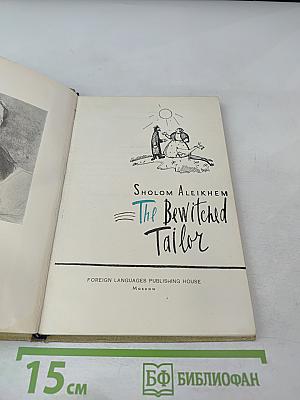 SHOLOM ALEIKHEM
The Bewitched
Tailor
FOREIGN LANGUAGES PUBLISHING HOUSE
Moscow
15 СМ
БФ БИБЛИОФАН